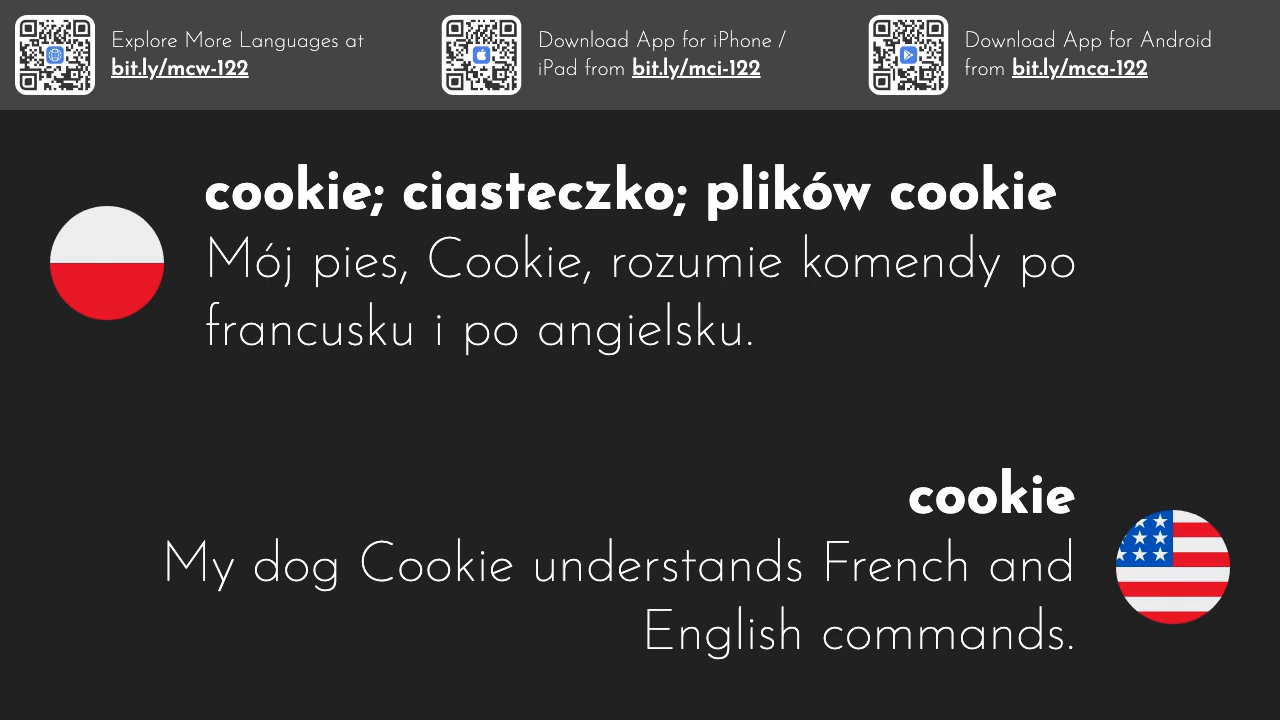 Explore More Languages at
bit.ly/mcw-122
Download App for iPhone /
iPad from bit.ly/mci-122
Download App for Android
from bit.ly/mca-122
cookie; ciasteczko; plików cookie
Mój pies, Cookie, rozumie komendy po
francusku i po angielsku.
cookie
My dog Cookie understands French and
English commands.